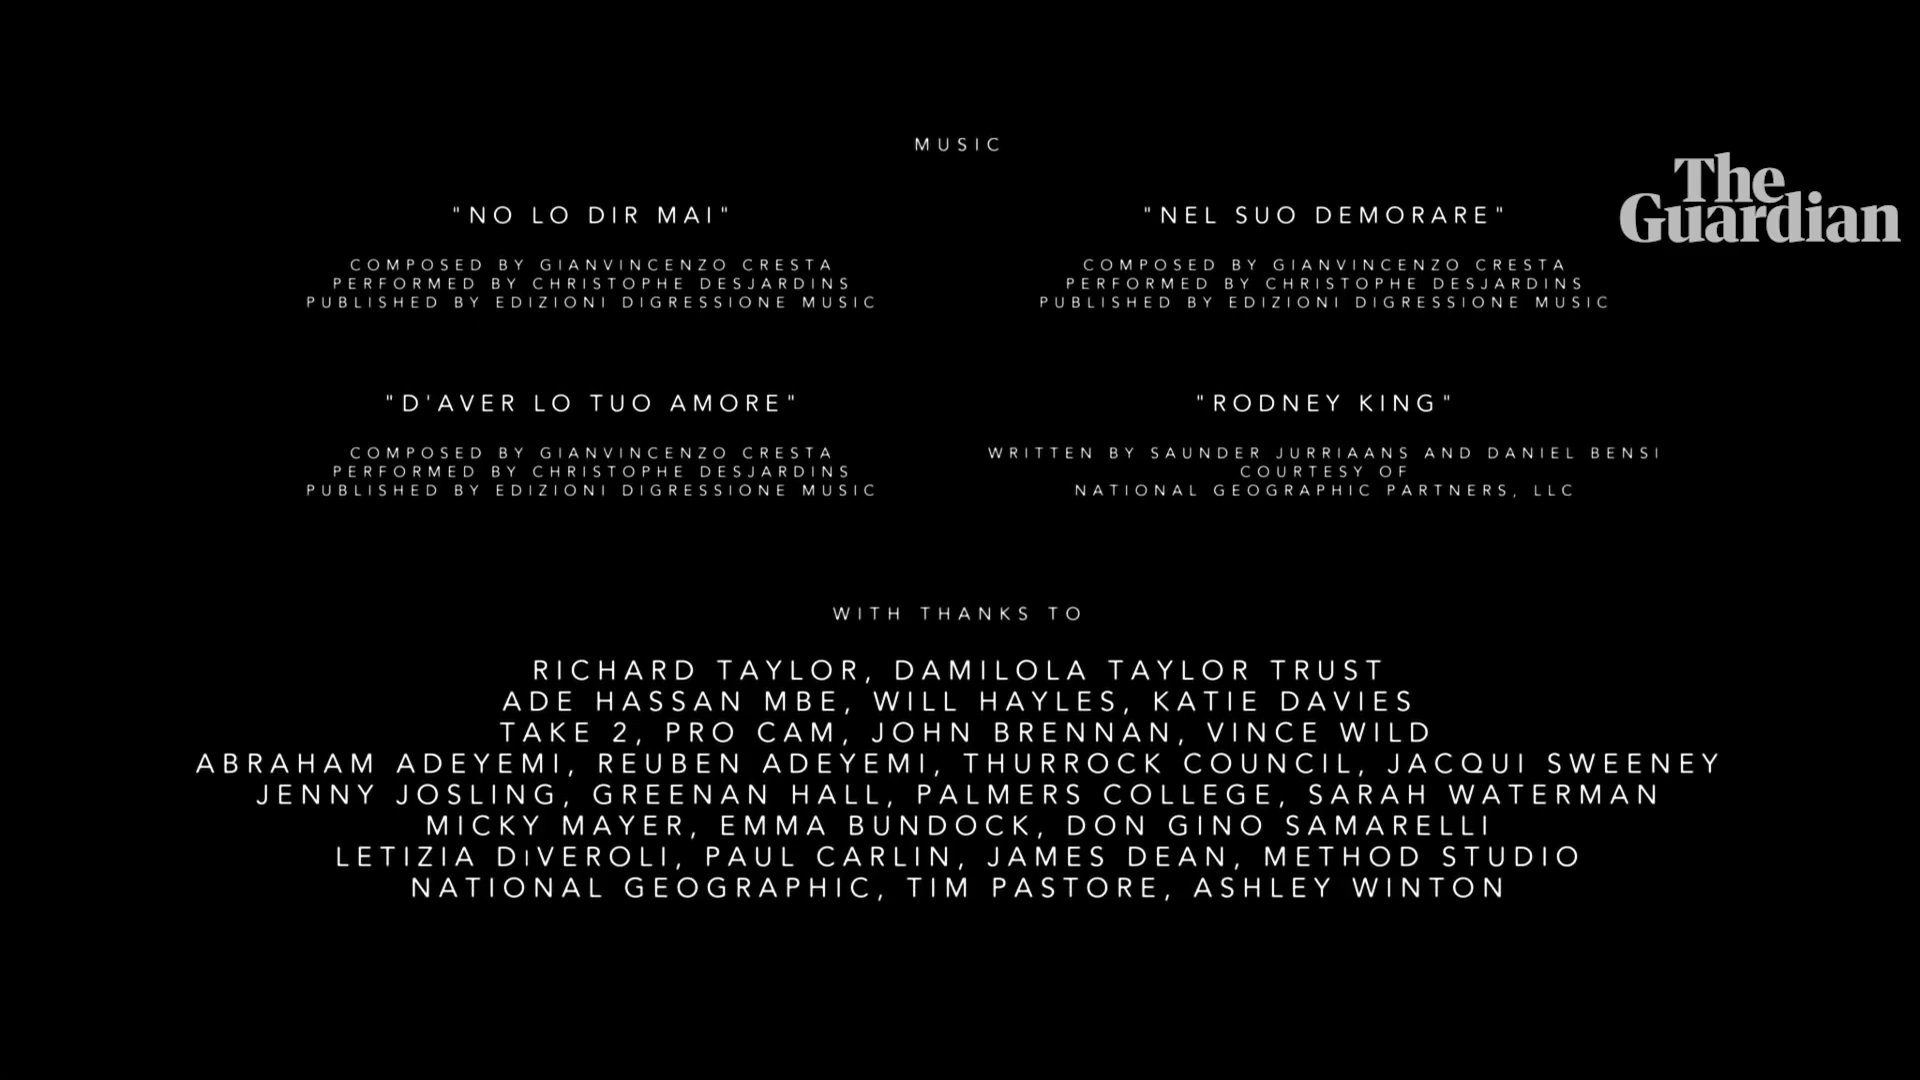 MUSIC
The
Guardian
"NO LO DIR MAI"
COMPOSED BY GIANVINCENZO CRESTA
PERFORMED BY CHRISTOPHE DESJARDINS
PUBLISHED BY EDIZIONI DIGRESSIONE MUSIC
"NEL SUO DEMORARE"
COMPOSED BY GIANVINCENZO CRESTA
PERFORMED BY CHRISTOPHE DESJARDINS
PUBLISHED BY EDIZIONI DIGRESSIONE MUSIC
"D'AVER LO TUO AMORE"
COMPOSED BY GIANVINCENZO CRESTA
PERFORMED BY CHRISTOPHE DESJARDINS
PUBLISHED BY EDIZIONI DIGRESSIONE MUSIC
"RODNEY KING"
WRITTEN BY SAUNDER JURRIAANS AND DANIEL BENSI
COURTESY OF
NATIONAL GEOGRAPHIC PARTNERS, LLC
WITH THANKS TO
RICHARD TAYLOR, DAMILOLA TAYLOR TRUST
ADE HASSAN MBE, WILL HAYLES, KATIE DAVIES
TAKE 2, PRO CAM, JOHN BRENNAN, VINCE WILD
ABRAHAM ADEYEMI, REUBEN ADEYEMI, THURROCK COUNCIL, JACQUI SWEENEY
JENNY JOSLING, GREENAN HALL, PALMERS COLLEGE, SARAH WATERMAN
MICKY MAYER, EMMA BUNDOCK, DON GINO SAMARELLI
LETIZIA DiVEROLI, PAUL CARLIN, JAMES DEAN, METHOD STUDIO
NATIONAL GEOGRAPHIC, TIM PASTORE, ASHLEY WINTON